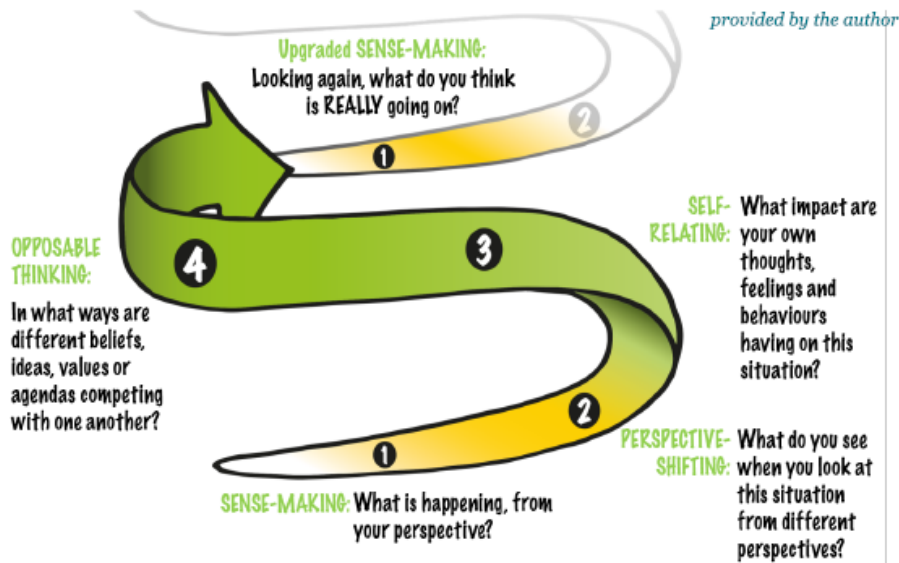 provided by the author
Upgraded SENSE-MAKING:
Looking again, what do you think
is REALLY going on?
2
1
SELF-
RELATING:
What impact are
your own
thoughts,
feelings and
behaviours
having on this
situation?
3
4
OPPOSABLE
THINKING:
In what ways are
different beliefs,
ideas, values or
agendas competing
with one another?
2
1
PERSPECTIVE-
SHIFTING:
What do you see
when you look at
this situation
from different
perspectives?
SENSE-MAKING: What is happening, from
your perspective?